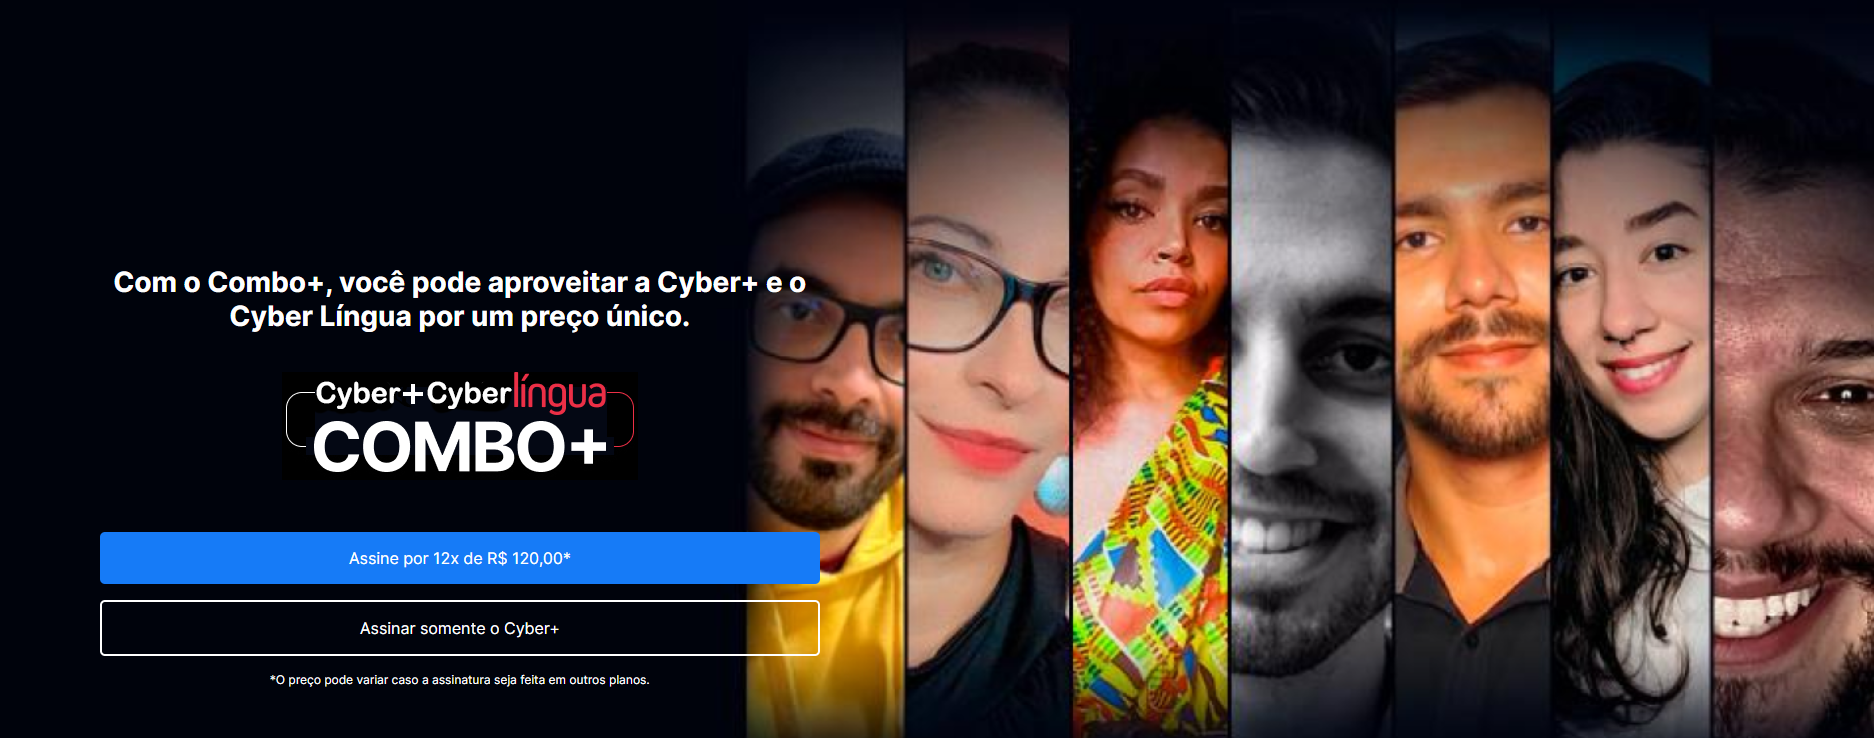 Com o Combo+, você pode aproveitar a Cyber+ e o
Cyber Língua por um preço único.
Cyber+Cyberlíngua
COMBO+
Assine por 12x de R$ 120,00*
Assinar somente o Cyber+
*O preço pode variar caso a assinatura seja feita em outros planos.